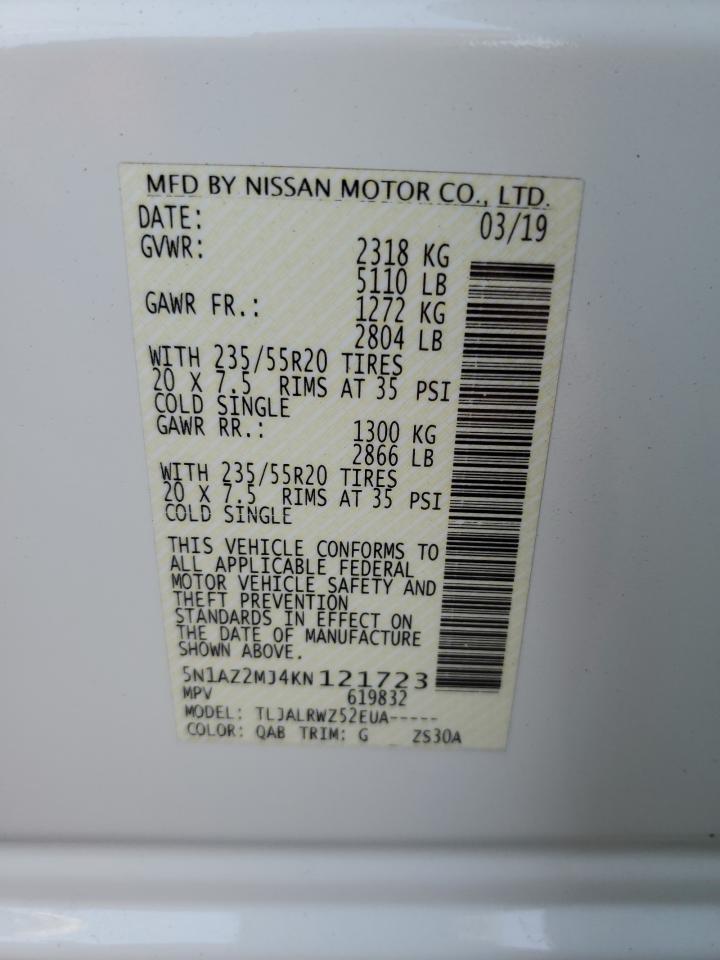 MFD BY NISSAN MOTOR CO., LTD.
DATE: 03/19
GVWR: 2318 KG
5110 LB
GAWR FR.: 1272 KG
2804 LB
WITH 235/55R20 TIRES
20 X 7.5 RIMS AT 35 PSI
COLD SINGLE
GAWR RR.: 1300 KG
2866 LB
WITH 235/55R20 TIRES
20 X 7.5 RIMS AT 35 PSI
COLD SINGLE
THIS VEHICLE CONFORMS TO
ALL APPLICABLE FEDERAL
MOTOR VEHICLE SAFETY AND
THEFT PREVENTION
STANDARDS IN EFFECT ON
THE DATE OF MANUFACTURE
SHOWN ABOVE.
5N1AZ2MJ4KN121723
MPV 619832
MODEL: TLJALRWZ52EUA-----
COLOR: QAB TRIM: G ZS30A